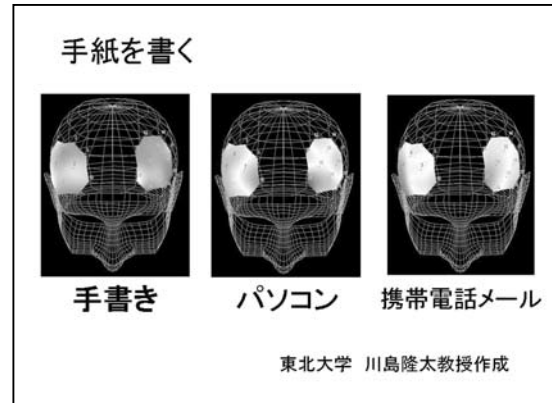 手紙を書く
手書き パソコン 携帯電話メール
東北大学 川島隆太教授作成